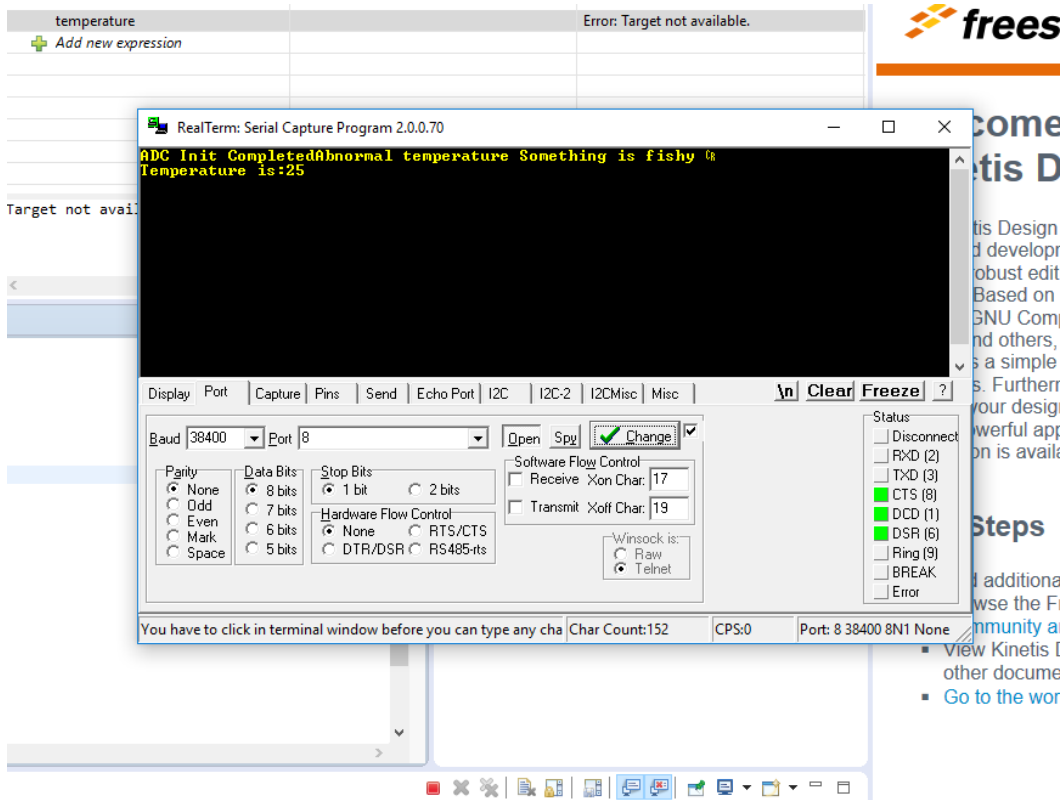 temperature
Error: Target not available.
Add new expression
frees
RealTerm: Serial Capture Program 2.0.0.70
ADC Init CompletedAbnormal temperature Something is fishy CR
Temperature is:25
come
etis D
Target not avail
tis Design
d developm
robust edit
Based on
GNU Comp
nd others,
s a simple
s. Furtherm
your design
owerful app
on is availa
Display
Port
Capture
Pins
Send
Echo Port
I2C
I2C-2
I2CMisc
Misc
\n
Clear
Freeze
?
Baud
38400
Port
8
Open
Spy
Change
Parity
None
Odd
Even
Mark
Space
Data Bits
8 bits
7 bits
6 bits
5 bits
Stop Bits
1 bit
2 bits
Hardware Flow Control
None
RTS/CTS
DTR/DSR
RS485-rts
Software Flow Control
Receive
Xon Char:
17
Transmit
Xoff Char:
19
Winsock is:
Raw
Telnet
Status
Disconnect
RXD (2)
TXD (3)
CTS (8)
DCD (1)
DSR (6)
Ring (9)
BREAK
Error
You have to click in terminal window before you can type any cha
Char Count:152
CPS:0
Port: 8 38400 8N1 None
Steps
d additiona
wse the Fr
mmunity a
View Kinetis D
other docume
Go to the wor